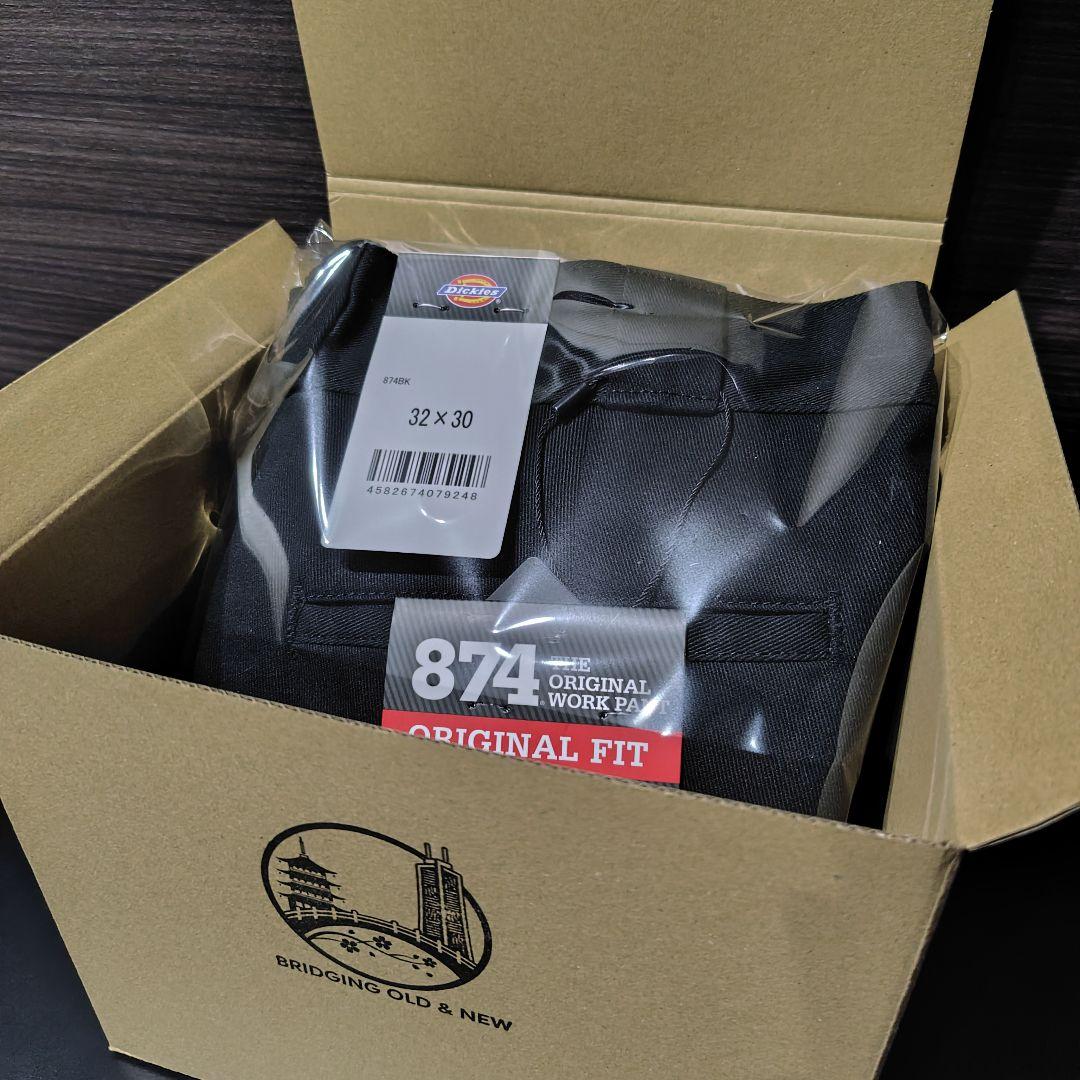 Dickies
874BK
32×30
4582674079248
874
THE
ORIGINAL
WORK PANT
ORIGINAL FIT
BRIDGING OLD & NEW